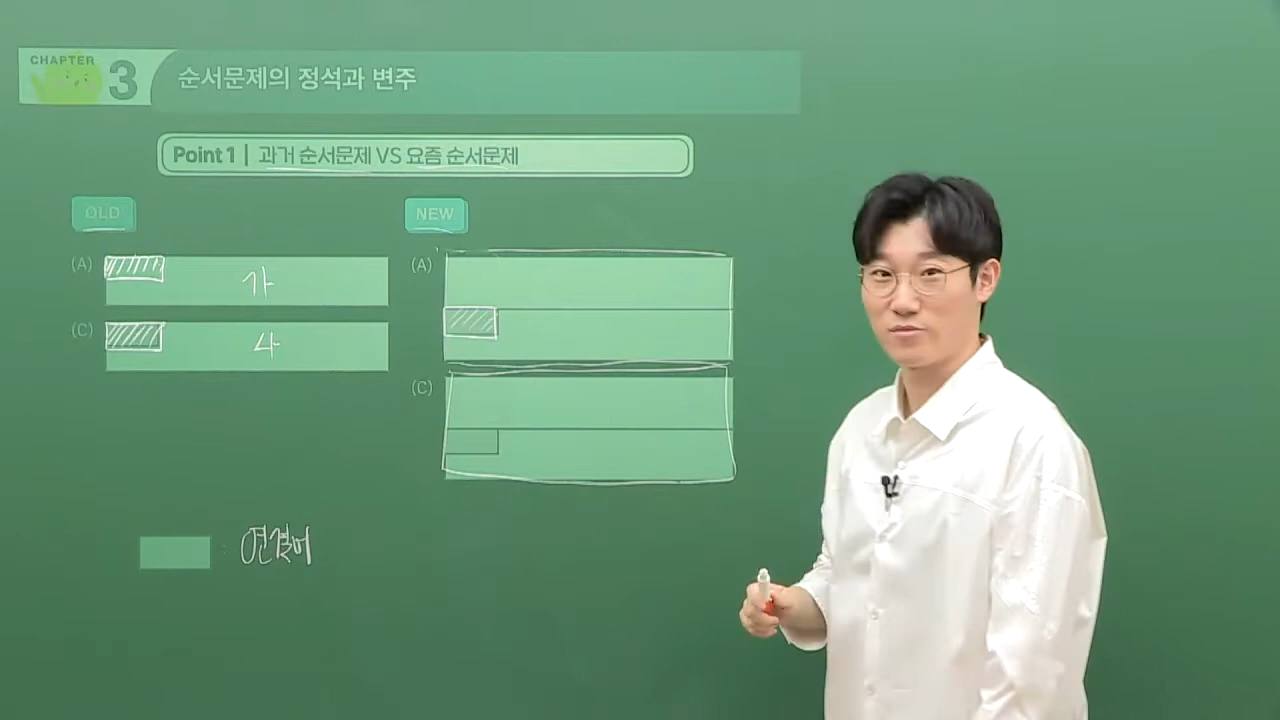 CHAPTER 3 순서문제의 정석과 변주
Point 1 | 과거 순서문제 VS 요즘 순서문제
OLD
(A) 가
(C) 나
NEW
(A)
(C)
: 연결어